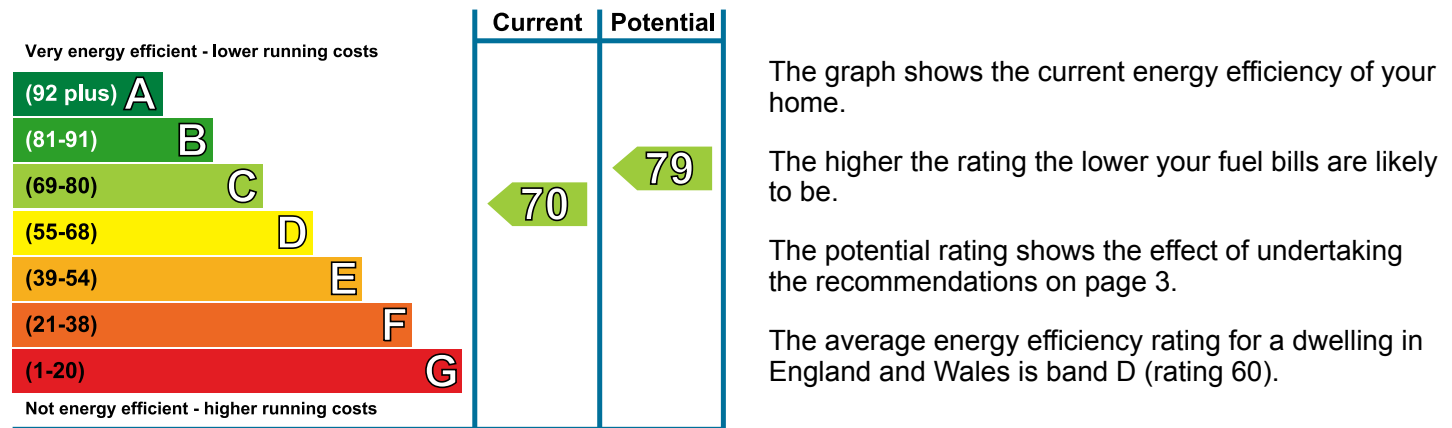 Current Potential
Very energy efficient - lower running costs
(92 plus) A
(81-91) B
(69-80) C
(55-68) D
(39-54) E
(21-38) F
(1-20) G
Not energy efficient - higher running costs
70
79
The graph shows the current energy efficiency of your
home.
The higher the rating the lower your fuel bills are likely
to be.
The potential rating shows the effect of undertaking
the recommendations on page 3.
The average energy efficiency rating for a dwelling in
England and Wales is band D (rating 60).